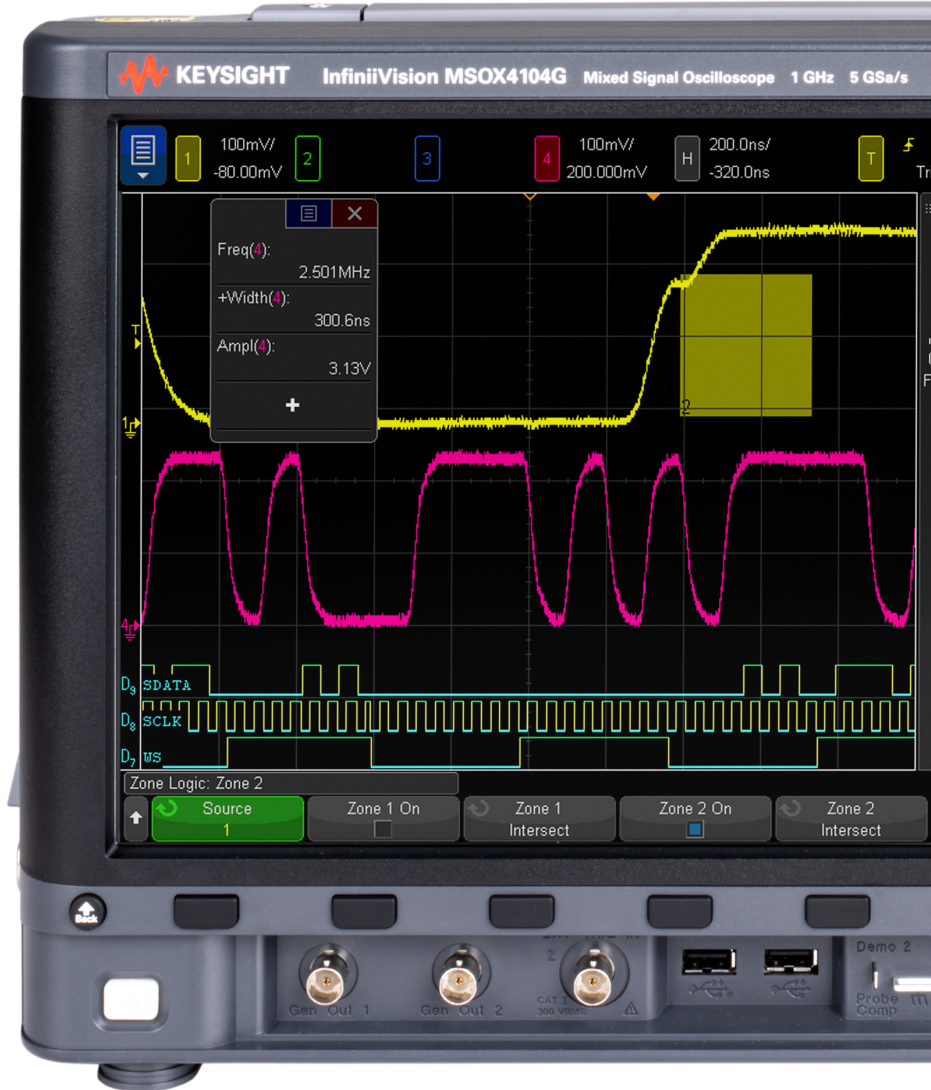 KEYSIGHT InfiniiVision MSOX4104G Mixed Signal Oscilloscope 1 GHz 5 GSa/s
1 100mV/ 2 3 4 100mV/ H 200.0ns/ T
-80.00mV 200.000mV -320.0ns Tri
Freq(4):
2.501MHz
+Width(4):
300.6ns
Ampl(4):
3.13V
+
T
1
2
4
D9 SDATA
D8 SCLK
D7 WS
Zone Logic: Zone 2
Source Zone 1 On Zone 1 Zone 2 On Zone 2
1 Intersect Intersect
Back
Demo 2
Z
Gen Out 1 Gen Out 2 CAT I
300 VRMS
Probe
Comp